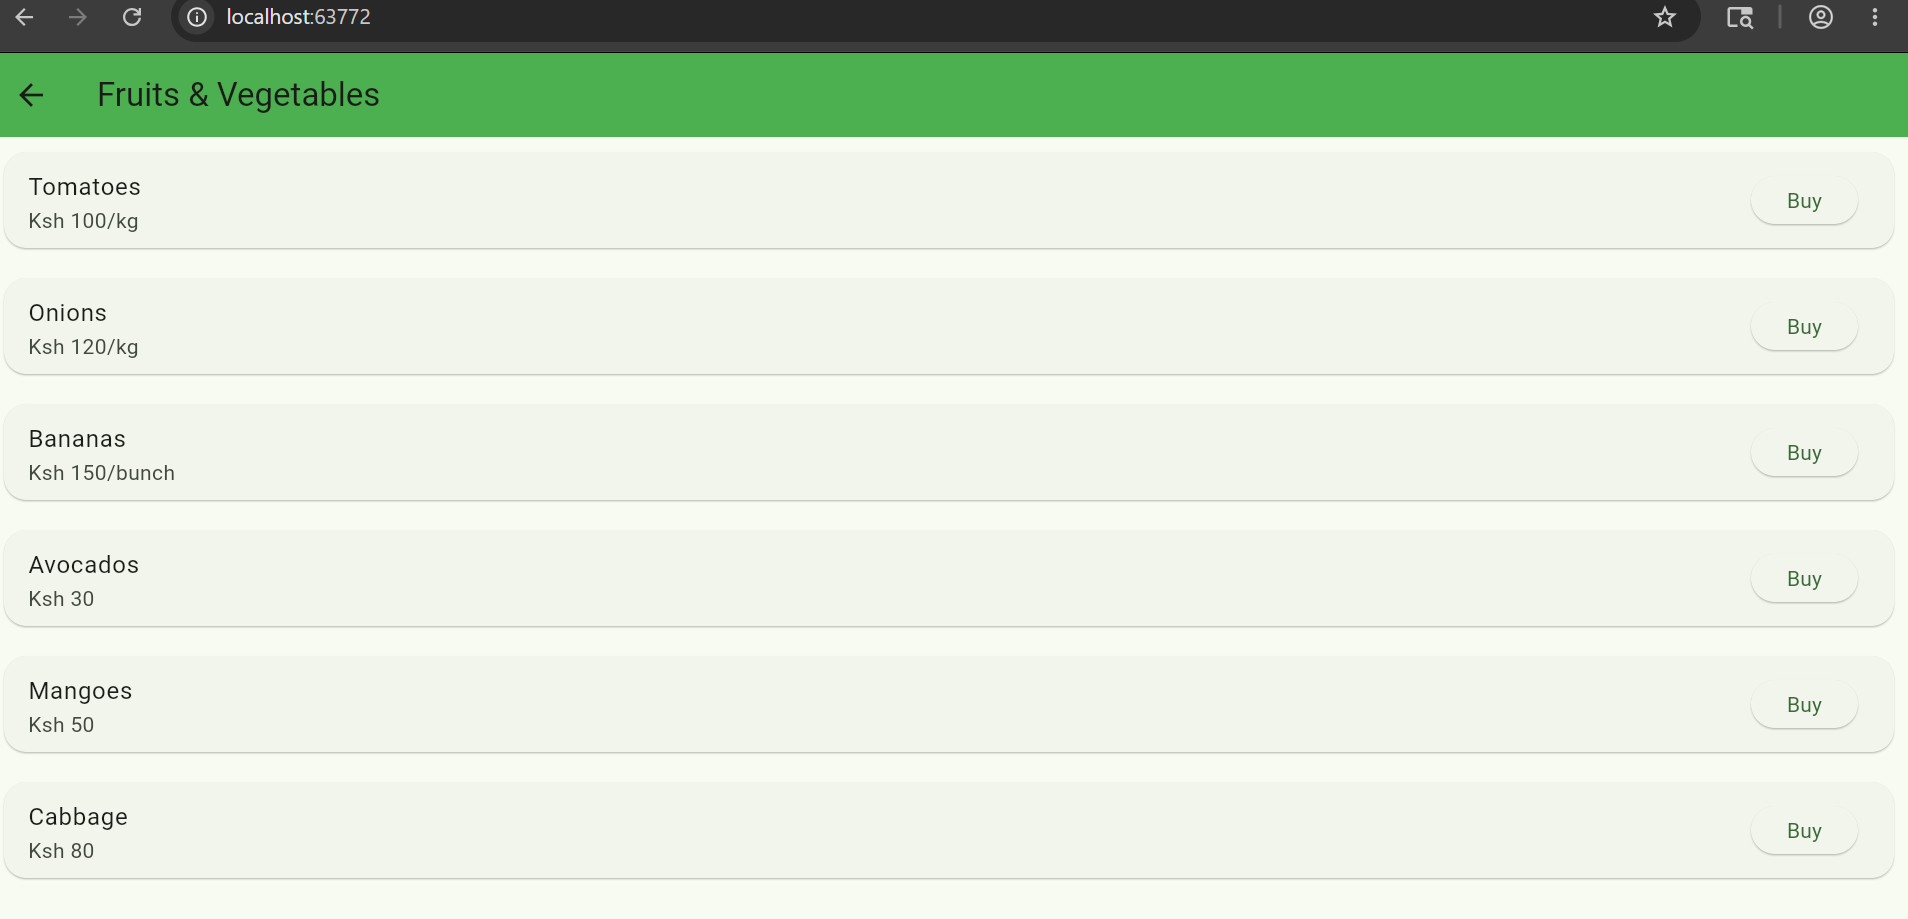 localhost:63772
Fruits & Vegetables
Tomatoes
Ksh 100/kg
Buy
Onions
Ksh 120/kg
Buy
Bananas
Ksh 150/bunch
Buy
Avocados
Ksh 30
Buy
Mangoes
Ksh 50
Buy
Cabbage
Ksh 80
Buy